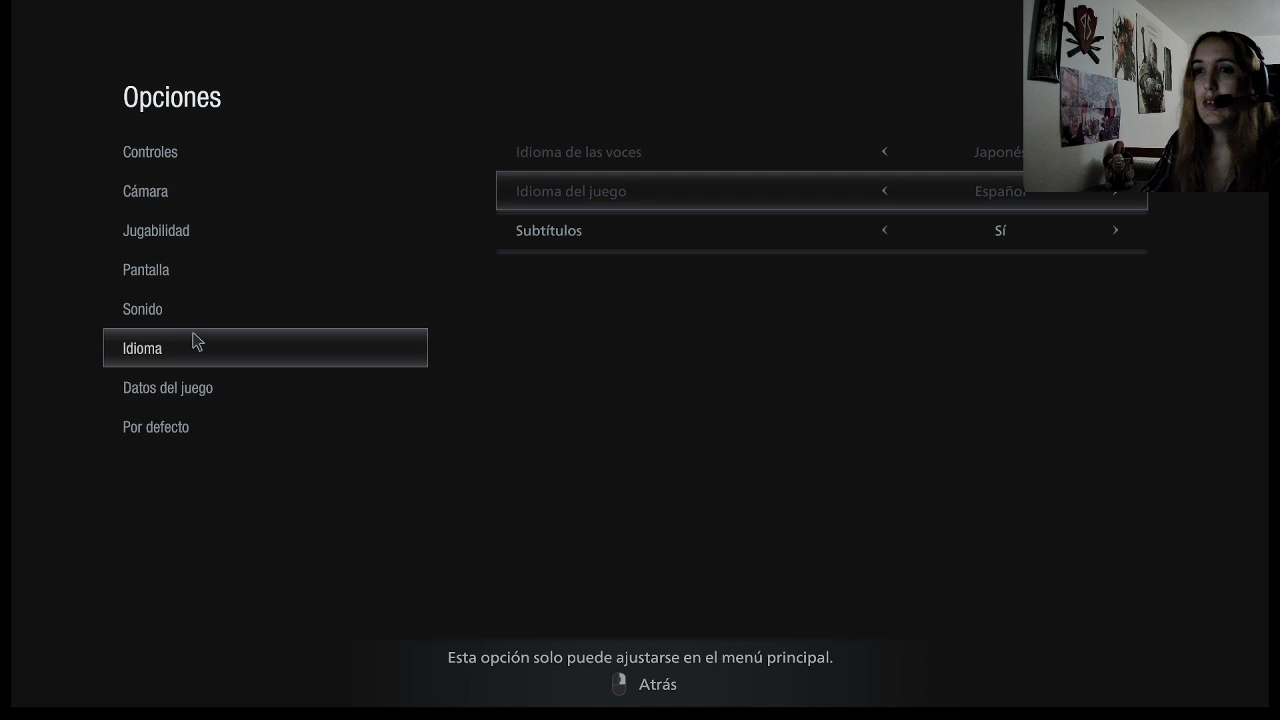 Opciones
Controles
Cámara
Jugabilidad
Pantalla
Sonido
Idioma
Datos del juego
Por defecto
Idioma de las voces < Japonés
Idioma del juego < Español
Subtítulos < Sí >
Esta opción solo puede ajustarse en el menú principal.
Atrás